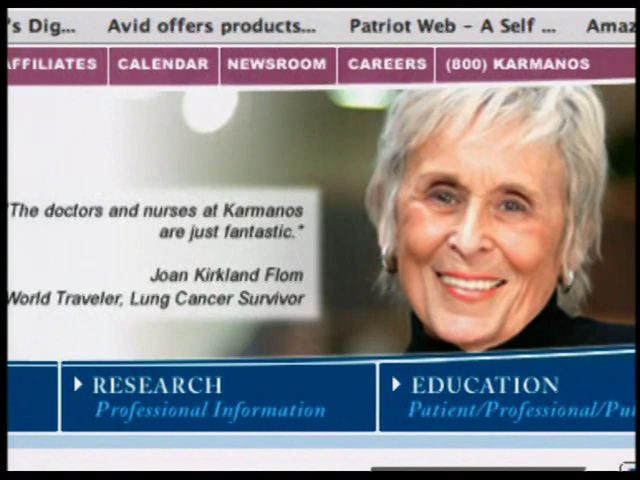 's Dig... Avid offers products... Patriot Web – A Self ... Amaz
AFFILIATES CALENDAR NEWSROOM CAREERS (800) KARMANOS
"The doctors and nurses at Karmanos
are just fantastic."
Joan Kirkland Flom
World Traveler, Lung Cancer Survivor
RESEARCH
Professional Information
EDUCATION
Patient/Professional/Pu